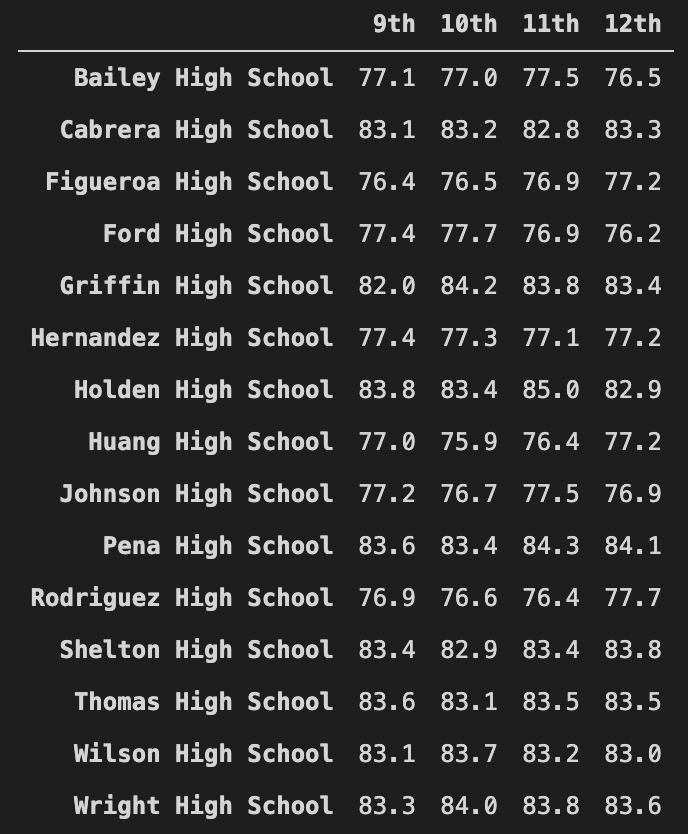 9th 10th 11th 12th
Bailey High School 77.1 77.0 77.5 76.5
Cabrera High School 83.1 83.2 82.8 83.3
Figueroa High School 76.4 76.5 76.9 77.2
Ford High School 77.4 77.7 76.9 76.2
Griffin High School 82.0 84.2 83.8 83.4
Hernandez High School 77.4 77.3 77.1 77.2
Holden High School 83.8 83.4 85.0 82.9
Huang High School 77.0 75.9 76.4 77.2
Johnson High School 77.2 76.7 77.5 76.9
Pena High School 83.6 83.4 84.3 84.1
Rodriguez High School 76.9 76.6 76.4 77.7
Shelton High School 83.4 82.9 83.4 83.8
Thomas High School 83.6 83.1 83.5 83.5
Wilson High School 83.1 83.7 83.2 83.0
Wright High School 83.3 84.0 83.8 83.6